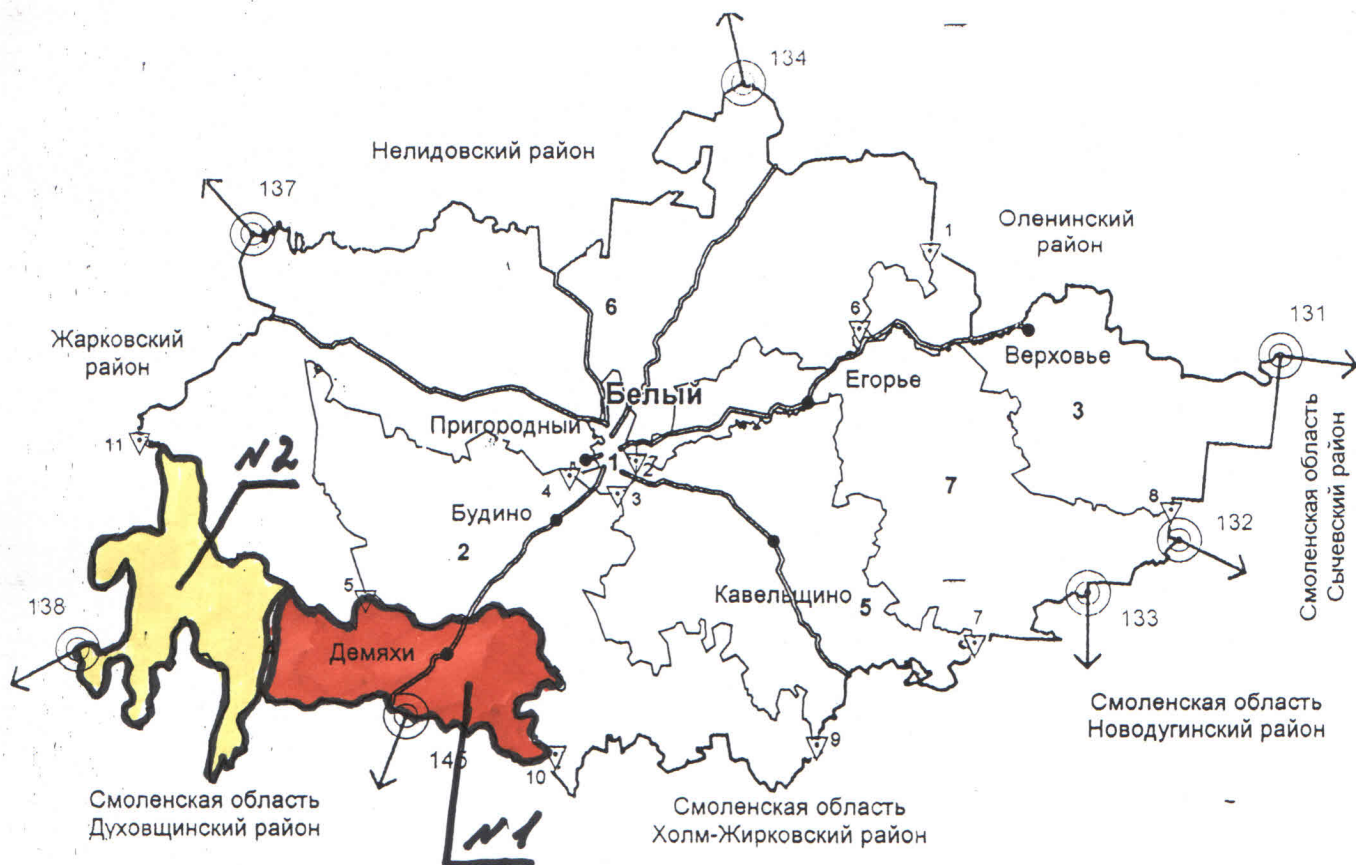 134
Нелидовский район
137
Оленинский
район
1
6
6
131
Жарковский
район
Верховье
Егорье
Белый
3
Пригородный
11
N2
1
2
4
3
7
8
Будино
2
132
Смоленская область
Сычевский район
5
Кавельщино
5
7
133
138
Демяхи
Смоленская область
Новодугинский район
145
10
9
Смоленская область
Духовщинский район
Смоленская область
Холм-Жирковский район
N1